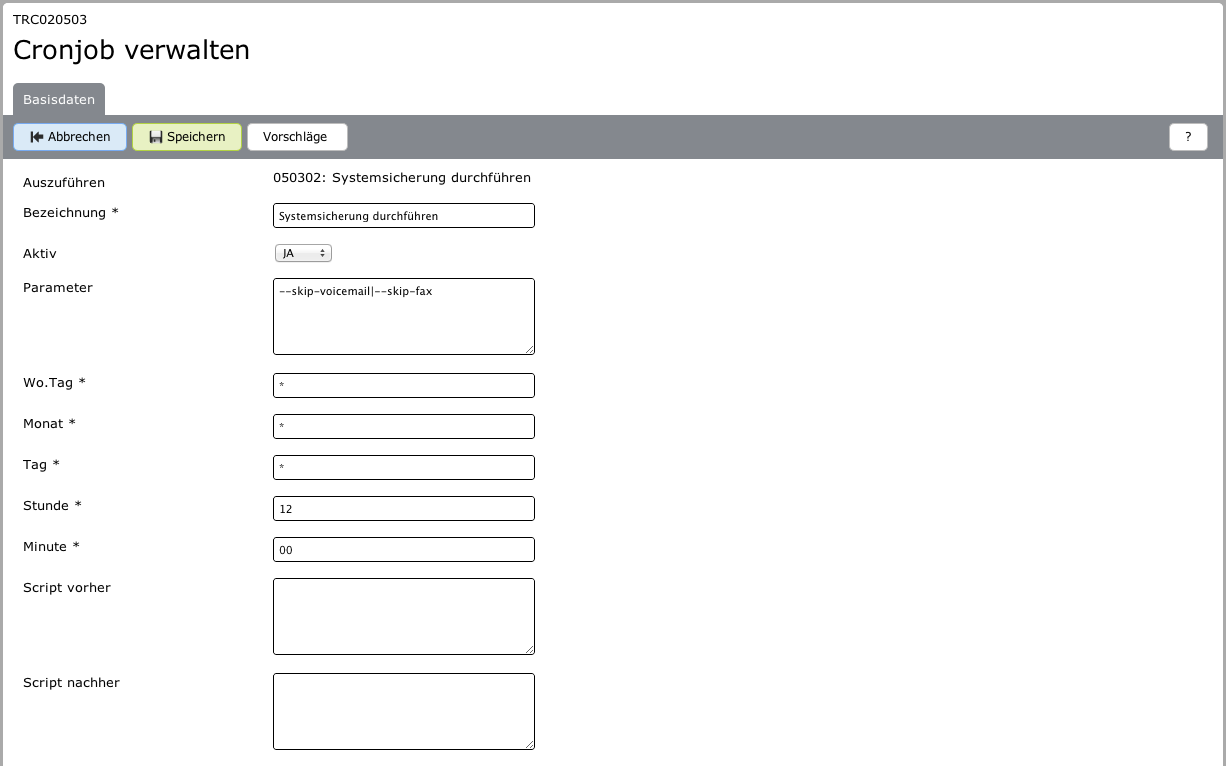 TRC020503
Cronjob verwalten
Basisdaten
Abbrechen Speichern Vorschläge ?
Auszuführen 050302: Systemsicherung durchführen
Bezeichnung * Systemsicherung durchführen
Aktiv JA
Parameter --skip-voicemail|--skip-fax
Wo.Tag * *
Monat * *
Tag * *
Stunde * 12
Minute * 00
Script vorher
Script nachher